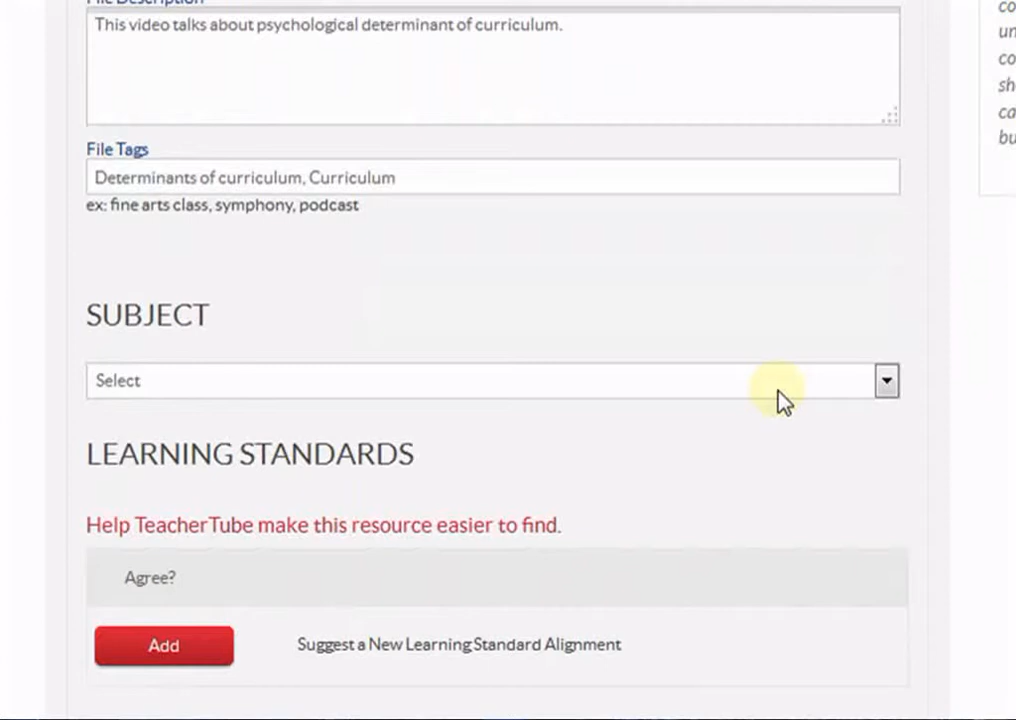 File Description
This video talks about psychological determinant of curriculum.
File Tags
Determinants of curriculum, Curriculum
ex: fine arts class, symphony, podcast
SUBJECT
Select
LEARNING STANDARDS
Help TeacherTube make this resource easier to find.
Agree?
Add
Suggest a New Learning Standard Alignment